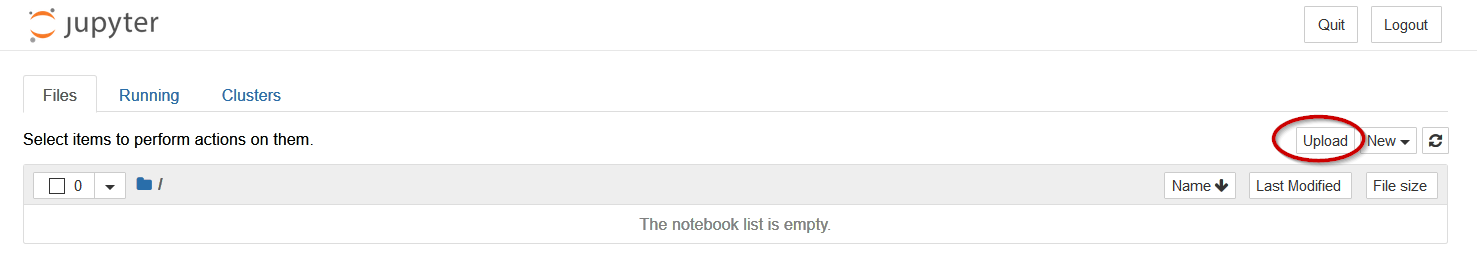 jupyter Quit Logout
Files Running Clusters
Select items to perform actions on them. Upload New
0 / Name Last Modified File size
The notebook list is empty.